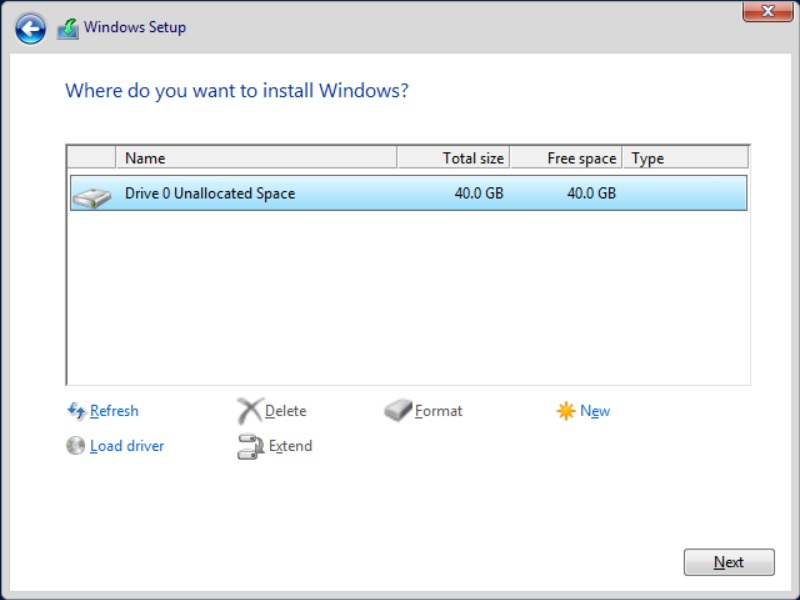 Windows Setup
Where do you want to install Windows?
Name Total size Free space Type
Drive 0 Unallocated Space 40.0 GB 40.0 GB
Refresh Delete Format New
Load driver Extend
Next